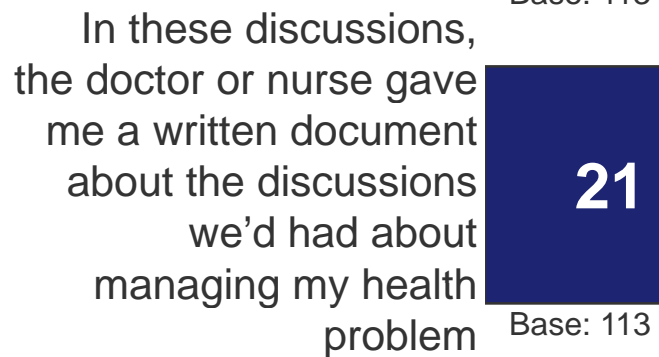 In these discussions,
the doctor or nurse gave
me a written document
about the discussions
we'd had about
managing my health
problem
21
Base: 113